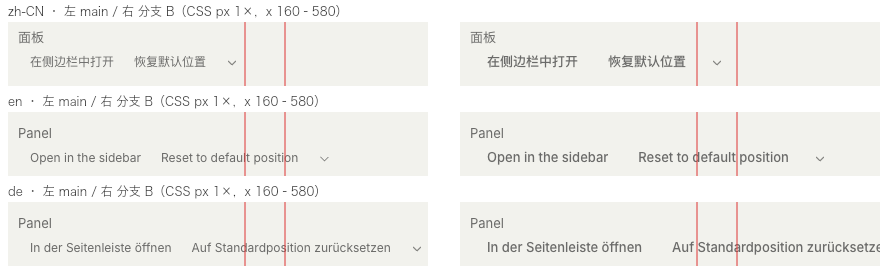 zh-CN · 左 main / 右 分支 B（CSS px 1×，x 160 - 580）
面板
在侧边栏中打开 恢复默认位置
面板
在侧边栏中打开 恢复默认位置
en · 左 main / 右 分支 B（CSS px 1×，x 160 - 580）
Panel
Open in the sidebar Reset to default position
Panel
Open in the sidebar Reset to default position
de · 左 main / 右 分支 B（CSS px 1×，x 160 - 580）
Panel
In der Seitenleiste öffnen Auf Standardposition zurücksetzen
Panel
In der Seitenleiste öffnen Auf Standardposition zurücksetze